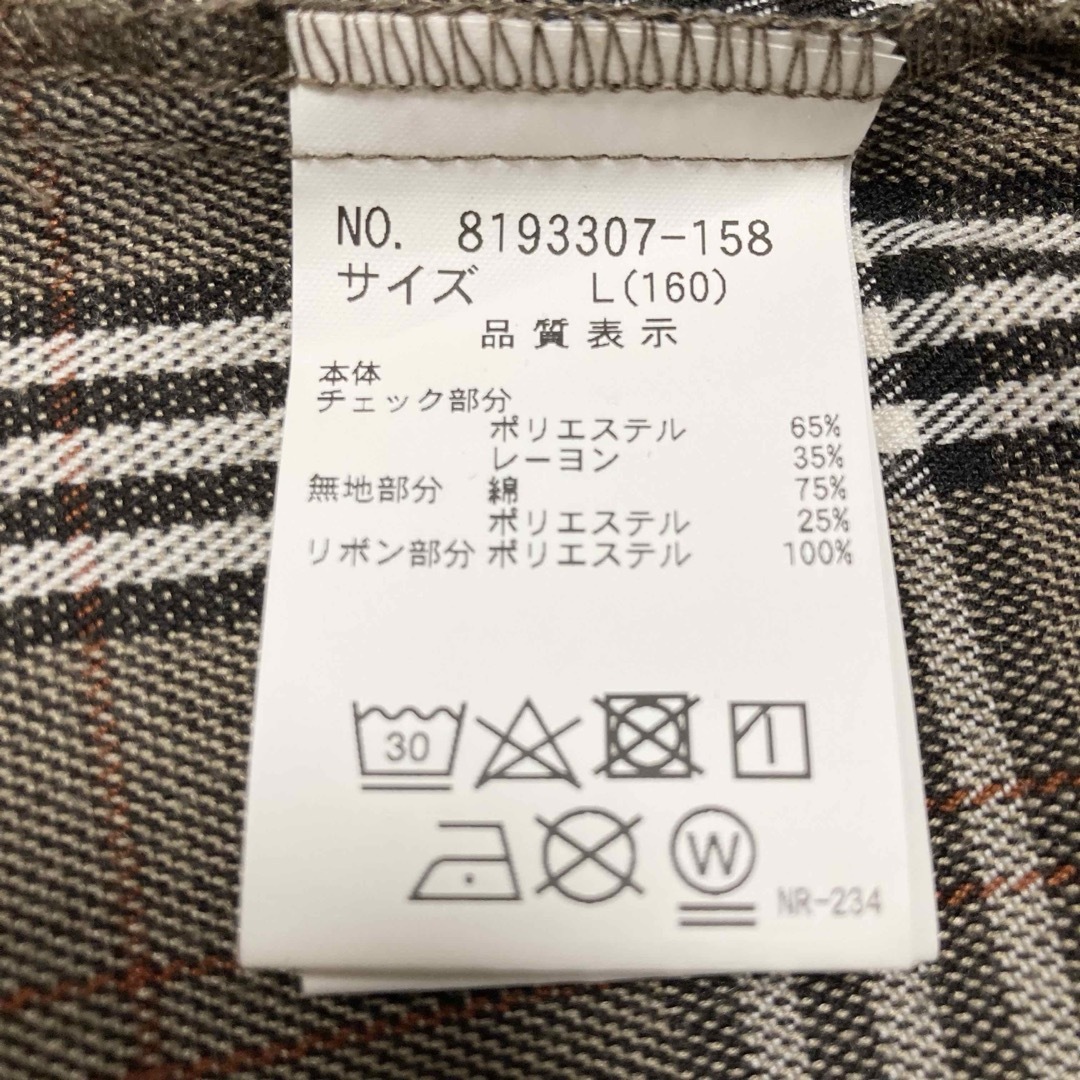 NO. 8193307-158
サイズ L(160)
品質表示
本体
チェック部分
ポリエステル 65%
レーヨン 35%
無地部分 綿 75%
ポリエステル 25%
リボン部分 ポリエステル 100%
30
W
NR-234